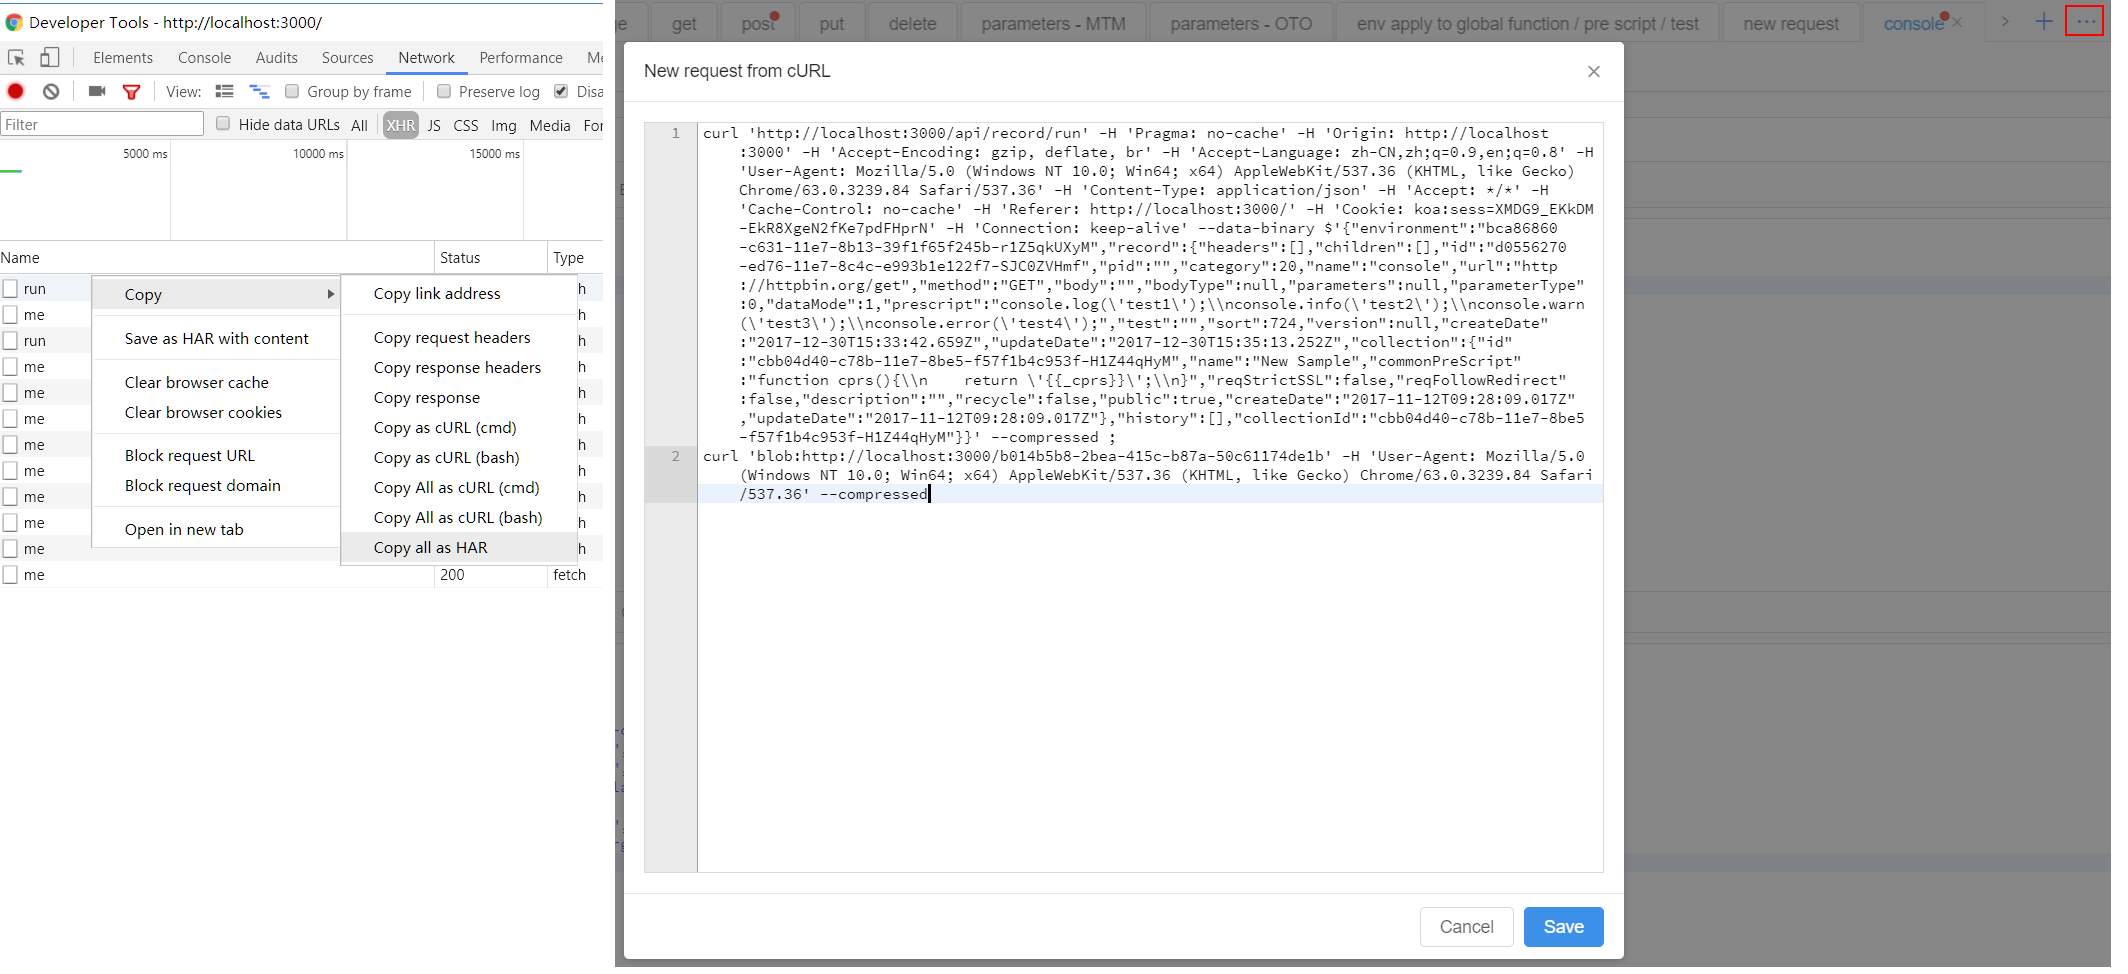 Developer Tools - http://localhost:3000/
Elements Console Audits Sources Network Performance Me
View: Group by frame Preserve log Disa
Filter Hide data URLs All XHR JS CSS Img Media For
5000 ms 10000 ms 15000 ms
Name Status Type
run
me
run
me
me
me
me
me
me
me
me
me 200 fetch
h
h
h
h
h
h
h
h
h
h
h
Copy
Save as HAR with content
Clear browser cache
Clear browser cookies
Block request URL
Block request domain
Open in new tab
Copy link address
Copy request headers
Copy response headers
Copy response
Copy as cURL (cmd)
Copy as cURL (bash)
Copy All as cURL (cmd)
Copy All as cURL (bash)
Copy all as HAR
ge get post put delete parameters - MTM parameters - OTO env apply to global function / pre script / test new request console
New request from cURL
1 curl 'http://localhost:3000/api/record/run' -H 'Pragma: no-cache' -H 'Origin: http://localhost
:3000' -H 'Accept-Encoding: gzip, deflate, br' -H 'Accept-Language: zh-CN,zh;q=0.9,en;q=0.8' -H
'User-Agent: Mozilla/5.0 (Windows NT 10.0; Win64; x64) AppleWebKit/537.36 (KHTML, like Gecko)
Chrome/63.0.3239.84 Safari/537.36' -H 'Content-Type: application/json' -H 'Accept: */*' -H
'Cache-Control: no-cache' -H 'Referer: http://localhost:3000/' -H 'Cookie: koa:sess=XMDG9_EKkDM
-EkR8XgeN2fKe7pdFHprN' -H 'Connection: keep-alive' --data-binary $'{"environment":"bca86860
-c631-11e7-8b13-39f1f65f245b-r1Z5qkUXyM","record":{"headers":[],"children":[],"id":"d0556270
-ed76-11e7-8c4c-e993b1e122f7-SJC0ZVHmf","pid":"","category":20,"name":"console","url":"http
://httpbin.org/get","method":"GET","body":"","bodyType":null,"parameters":null,"parameterType"
:0,"dataMode":1,"prescript":"console.log(\'test1\');\\nconsole.info(\'test2\');\\nconsole.warn
(\'test3\');\\nconsole.error(\'test4\');","test":"","sort":724,"version":null,"createDate"
:"2017-12-30T15:33:42.659Z","updateDate":"2017-12-30T15:35:13.252Z","collection":{"id"
:"cbb04d40-c78b-11e7-8be5-f57f1b4c953f-H1Z44qHyM","name":"New Sample","commonPreScript"
:"function cprs(){\\n    return \'{{_cprs}}\';\\n}","reqStrictSSL":false,"reqFollowRedirect"
:false,"description":"","recycle":false,"public":true,"createDate":"2017-11-12T09:28:09.017Z"
,"updateDate":"2017-11-12T09:28:09.017Z"},"history":[],"collectionId":"cbb04d40-c78b-11e7-8be5
-f57f1b4c953f-H1Z44qHyM"}}' --compressed ;
2 curl 'blob:http://localhost:3000/b014b5b8-2bea-415c-b87a-50c61174de1b' -H 'User-Agent: Mozilla/5.0
(Windows NT 10.0; Win64; x64) AppleWebKit/537.36 (KHTML, like Gecko) Chrome/63.0.3239.84 Safari
/537.36' --compressed
Cancel Save